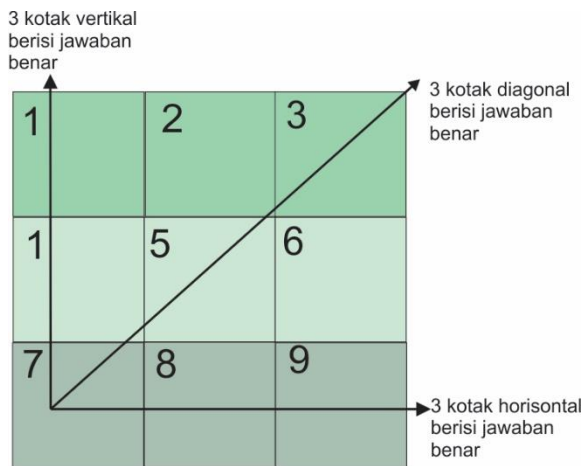 3 kotak vertikal
berisi jawaban
benar
3 kotak diagonal
berisi jawaban
benar
1 2 3
1 5 6
7 8 9
3 kotak horisontal
berisi jawaban
benar